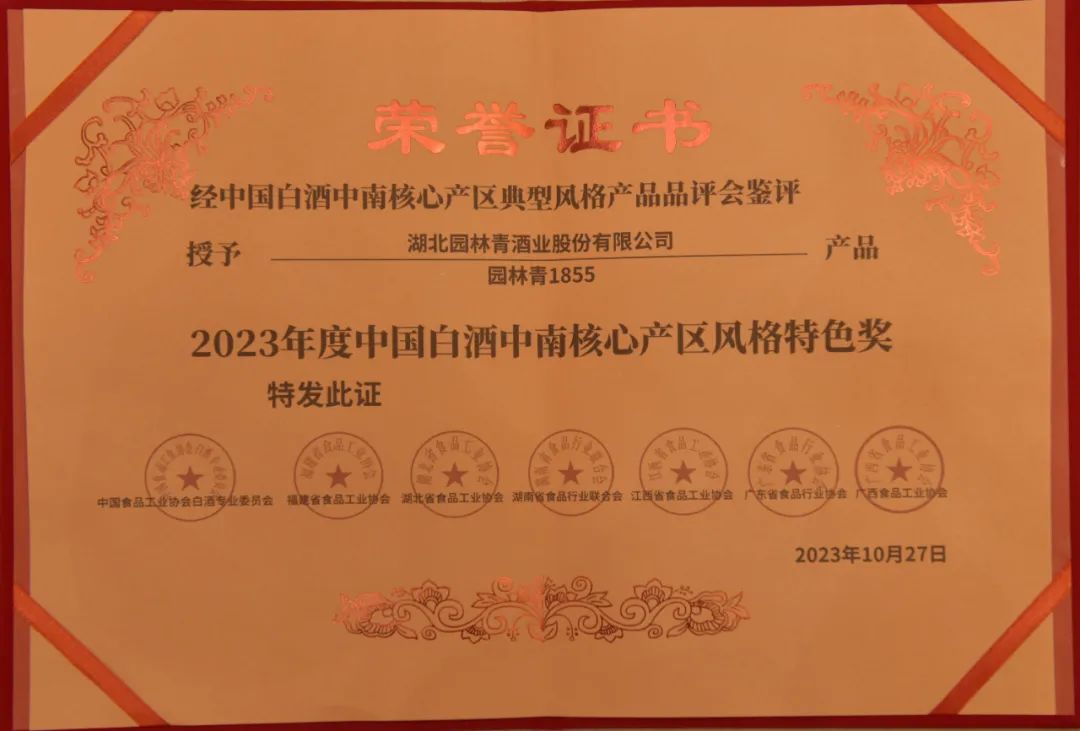 荣誉证书
经中国白酒中南核心产区典型风格产品品评会鉴评
授予 湖北园林青酒业股份有限公司 产品
园林青1855
2023年度中国白酒中南核心产区风格特色奖
特发此证
中国食品工业协会白酒专业委员会 福建省食品工业协会 湖北省食品工业协会 湖南省食品行业联合会 江西省食品工业协会 广东省食品行业协会 广西食品工业协会
2023年10月27日